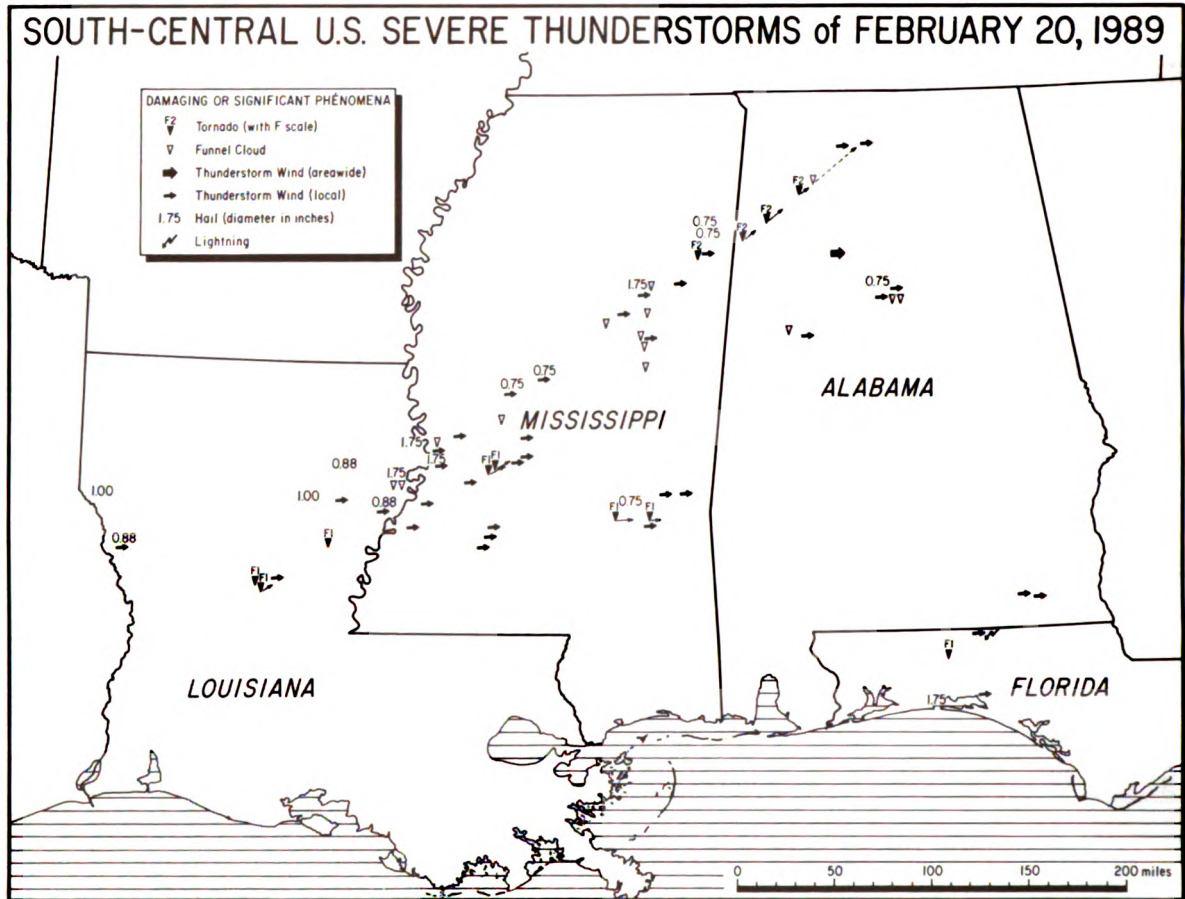 SOUTH-CENTRAL U.S. SEVERE THUNDERSTORMS of FEBRUARY 20, 1989
DAMAGING OR SIGNIFICANT PHENOMENA
F2 Tornado (with F scale)
Funnel Cloud
Thunderstorm Wind (areawide)
Thunderstorm Wind (local)
1.75 Hail (diameter in inches)
Lightning
F2
F2
0.75
0.75
F2
F2
1.75
0.75
0.75
0.75
ALABAMA
MISSISSIPPI
1.75
1.75
0.88
1.75
F1
F1
1.00
1.00
0.88
0.75
F1
F1
0.88
F1
F1
F1
F1
LOUISIANA
FLORIDA
1.75
0 50 100 150 200 miles